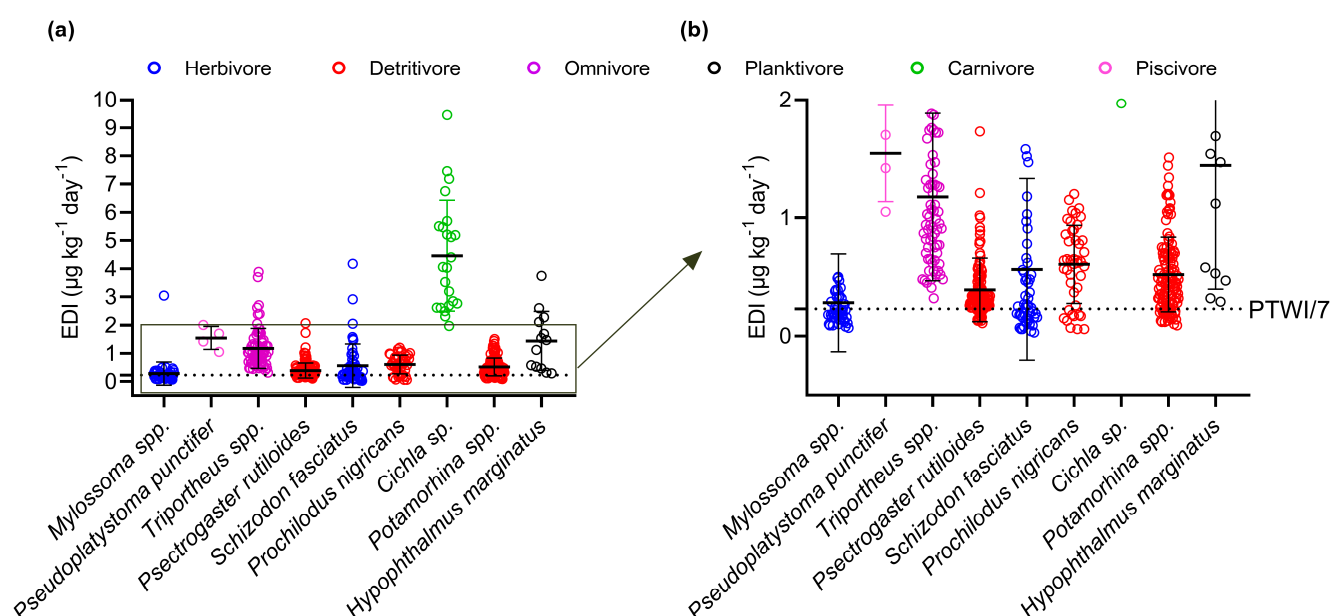 (a)
Herbivore Detritivore Omnivore Planktivore Carnivore Piscivore
10
9
8
7
6
5
4
3
2
1
0
EDI (µg kg⁻¹ day⁻¹)
Mylossoma spp.
Pseudoplatystoma punctifer
Triportheus spp.
Psectrogaster rutiloides
Schizodon fasciatus
Prochilodus nigricans
Cichla sp.
Potamorhina spp.
Hypophthalmus marginatus
(b)
2
1
0
EDI (µg kg⁻¹ day⁻¹)
PTWI/7
Mylossoma spp.
Pseudoplatystoma punctifer
Triportheus spp.
Psectrogaster rutiloides
Schizodon fasciatus
Prochilodus nigricans
Cichla sp.
Potamorhina spp.
Hypophthalmus marginatus